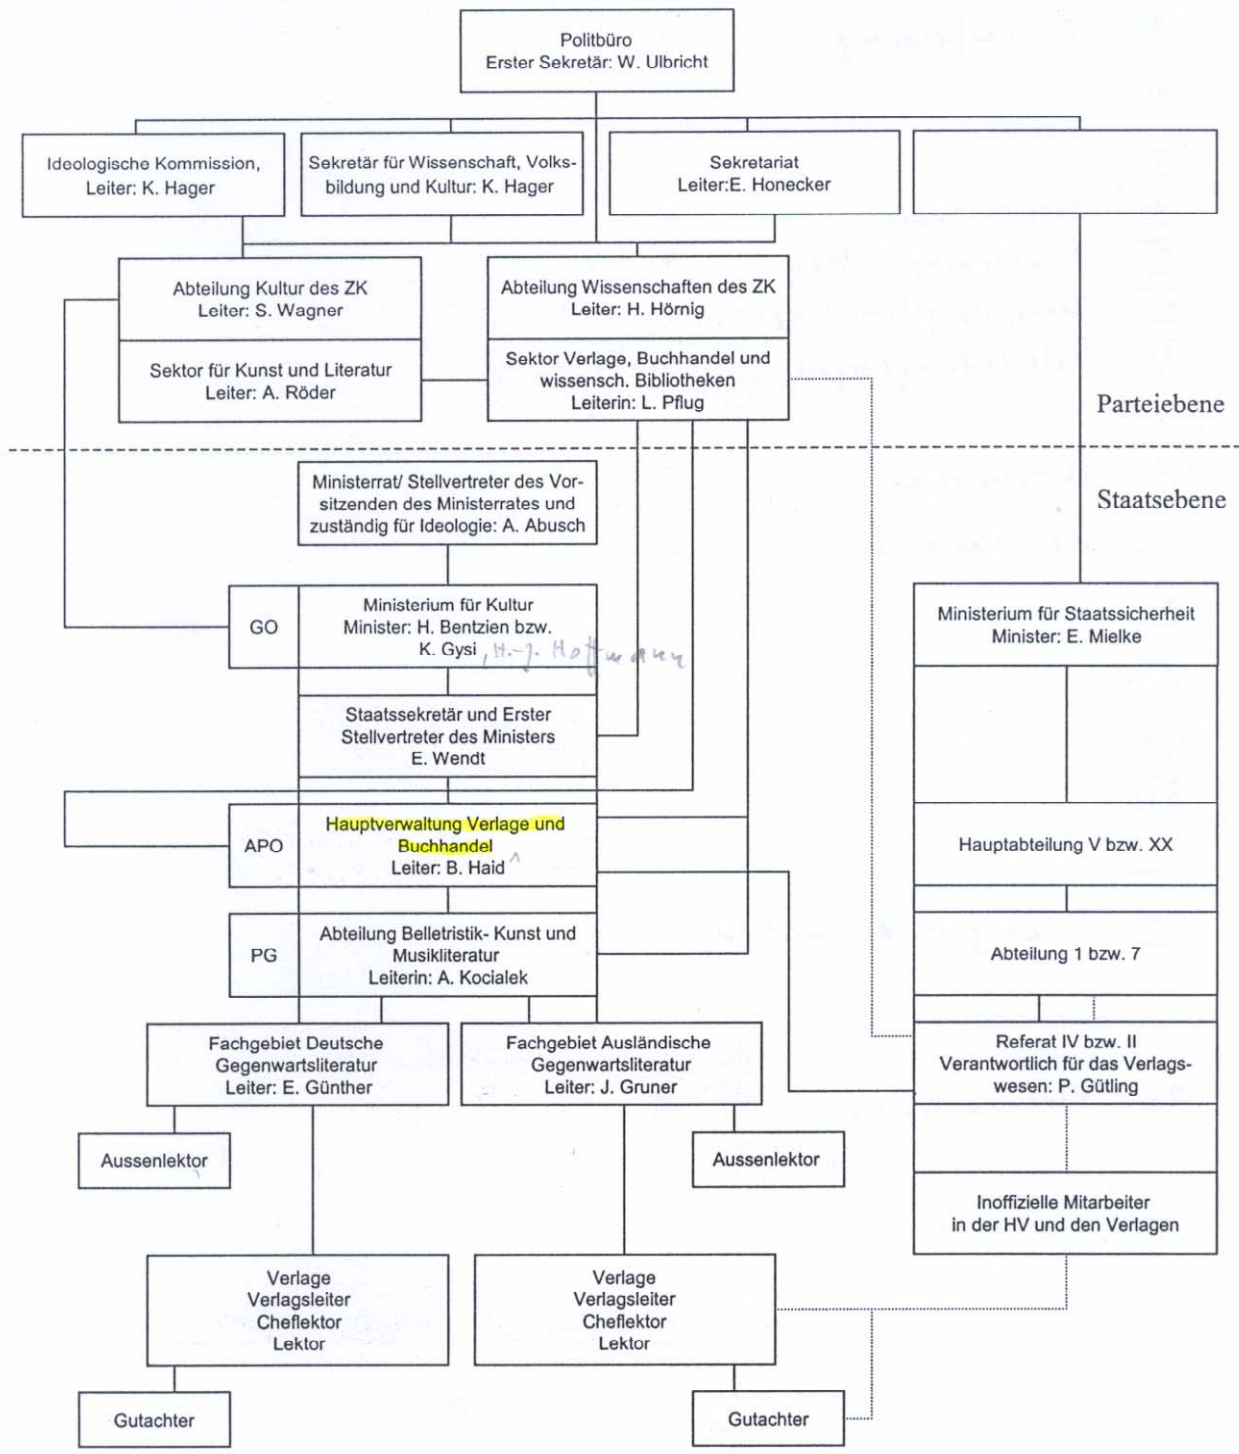 Politbüro
Erster Sekretär: W. Ulbricht
Ideologische Kommission,
Leiter: K. Hager
Sekretär für Wissenschaft, Volks-
bildung und Kultur: K. Hager
Sekretariat
Leiter:E. Honecker
Abteilung Kultur des ZK
Leiter: S. Wagner
Abteilung Wissenschaften des ZK
Leiter: H. Hörnig
Sektor für Kunst und Literatur
Leiter: A. Röder
Sektor Verlage, Buchhandel und
wissensch. Bibliotheken
Leiterin: L. Pflug
Parteiebene
Staatsebene
Ministerrat/ Stellvertreter des Vor-
sitzenden des Ministerrates und
zuständig für Ideologie: A. Abusch
GO
Ministerium für Kultur
Minister: H. Bentzien bzw.
K. Gysi, H.-J. Hoffmann
Ministerium für Staatssicherheit
Minister: E. Mielke
Staatssekretär und Erster
Stellvertreter des Ministers
E. Wendt
APO
Hauptverwaltung Verlage und
Buchhandel
Leiter: B. Haid
Hauptabteilung V bzw. XX
PG
Abteilung Belletristik- Kunst und
Musikliteratur
Leiterin: A. Kocialek
Abteilung 1 bzw. 7
Fachgebiet Deutsche
Gegenwartsliteratur
Leiter: E. Günther
Fachgebiet Ausländische
Gegenwartsliteratur
Leiter: J. Gruner
Referat IV bzw. II
Verantwortlich für das Verlags-
wesen: P. Gütling
Aussenlektor
Aussenlektor
Inoffizielle Mitarbeiter
in der HV und den Verlagen
Verlage
Verlagsleiter
Cheflektor
Lektor
Verlage
Verlagsleiter
Cheflektor
Lektor
Gutachter
Gutachter